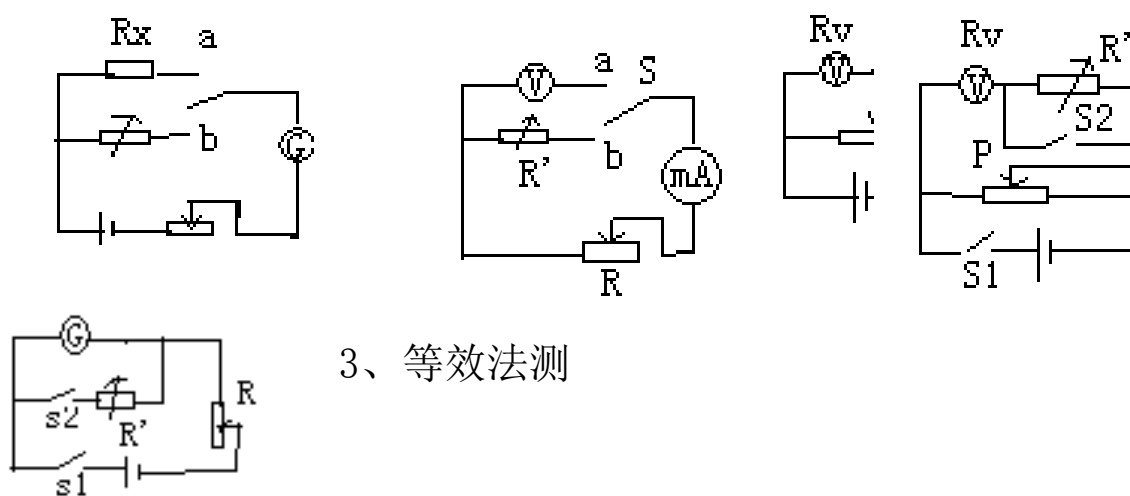 Rx a
b
G
V a S
R' b
mA
R
Rv
V
Rv R'
V
S2
P
S1
G
s2 R' R
s1
3、等效法测